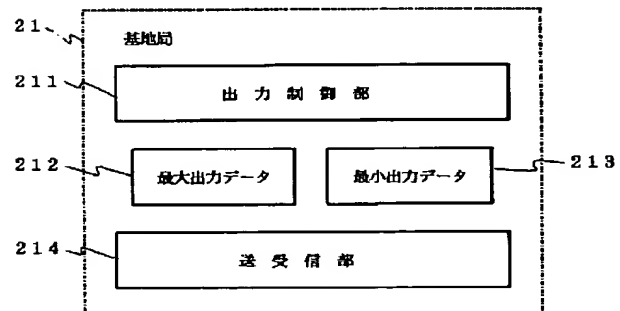 21
基地局
211
出力制御部
212
最大出力データ
最小出力データ
213
214
送受信部